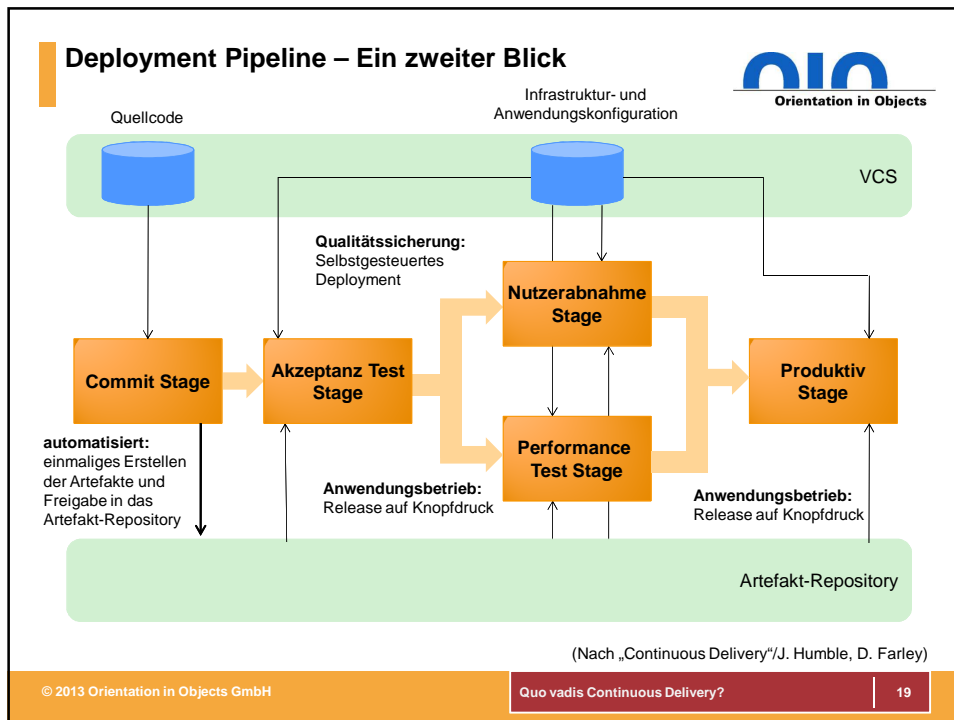 Deployment Pipeline – Ein zweiter Blick
Orientation in Objects
Quellcode
Infrastruktur- und
Anwendungskonfiguration
VCS
Qualitätssicherung:
Selbstgesteuertes
Deployment
Nutzerabnahme
Stage
Commit Stage
Akzeptanz Test
Stage
Produktiv
Stage
automatisiert:
einmaliges Erstellen
der Artefakte und
Freigabe in das
Artefakt-Repository
Performance
Test Stage
Anwendungsbetrieb:
Release auf Knopfdruck
Anwendungsbetrieb:
Release auf Knopfdruck
Artefakt-Repository
(Nach „Continuous Delivery“/J. Humble, D. Farley)
© 2013 Orientation in Objects GmbH
Quo vadis Continuous Delivery?
19